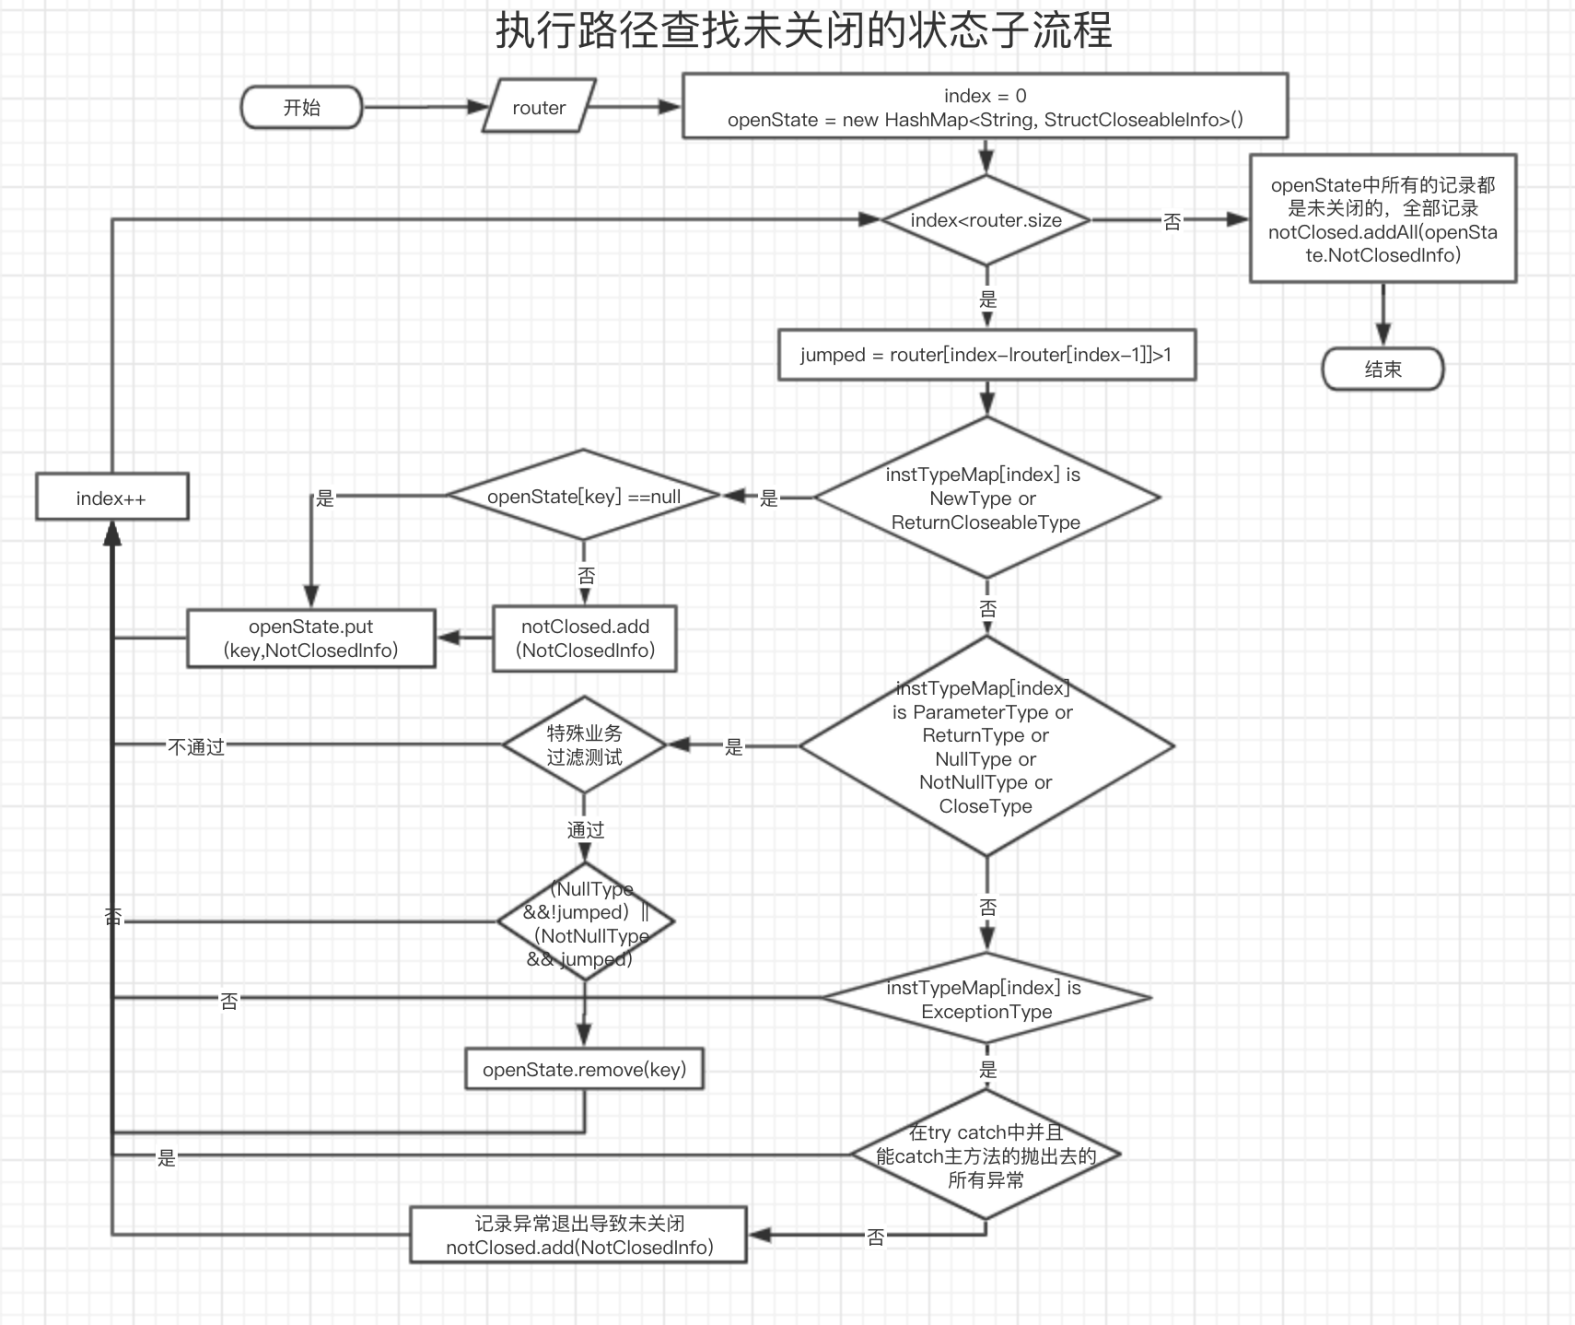 执行路径查找未关闭的状态子流程
开始
router
index = 0
openState = new HashMap<String, StructCloseableInfo>()
index<router.size
否
openState中所有的记录都
是未关闭的，全部记录
notClosed.addAll(openSta
te.NotClosedInfo)
结束
是
jumped = router[index-lrouter[index-1]]>1
instTypeMap[index] is
NewType or
ReturnCloseableType
是
openState[key] ==null
是
index++
否
否
openState.put
(key,NotClosedInfo)
notClosed.add
(NotClosedInfo)
instTypeMap[index]
is ParameterType or
ReturnType or
NullType or
NotNullType or
CloseType
是
特殊业务
过滤测试
不通过
通过
(NullType
&&!jumped) ||
(NotNullType
&& jumped)
否
否
instTypeMap[index] is
ExceptionType
否
openState.remove(key)
是
在try catch中并且
能catch主方法的抛出去的
所有异常
是
否
记录异常退出导致未关闭
notClosed.add(NotClosedInfo)